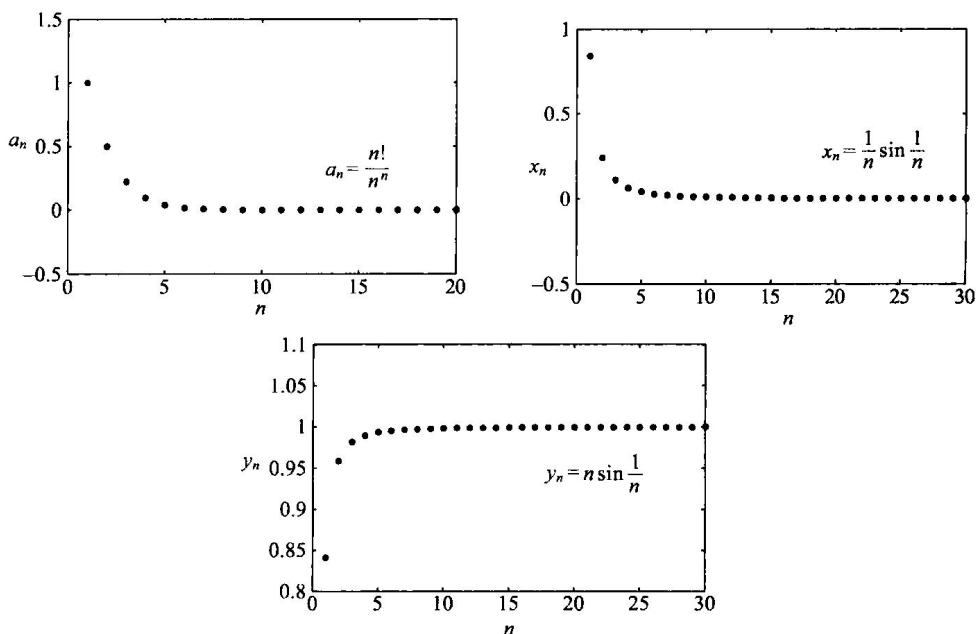 1.5
1
a_n 0.5
a_n = n!/n^n
0
−0.5
0 5 10 15 20
n
1
0.5
x_n
x_n = 1/n sin 1/n
0
−0.5
0 5 10 15 20 25 30
n
1.1
1.05
1
y_n 0.95
y_n = n sin 1/n
0.9
0.85
0.8
0 5 10 15 20 25 30
n